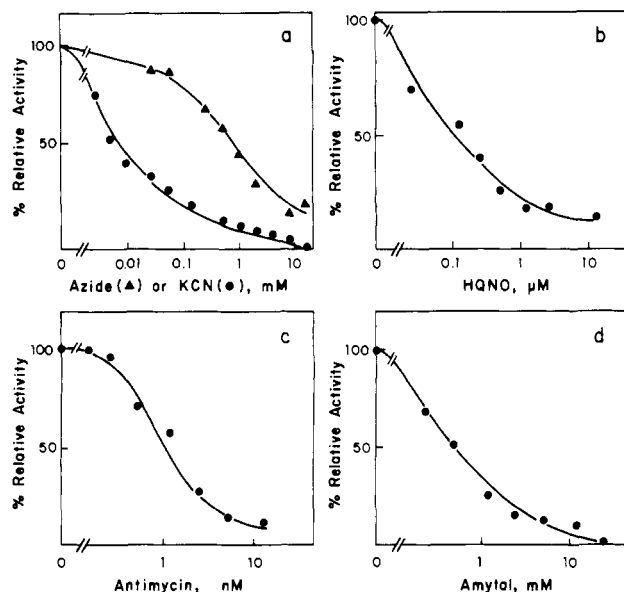 a
100
50
% Relative Activity
0
0.01
0.1
1
10
Azide(▲) or KCN(●), mM
b
100
50
% Relative Activity
0
0.1
1
10
HQNO, μM
c
100
50
% Relative Activity
0
1
10
Antimycin, nM
d
100
50
% Relative Activity
0
1
10
Amytal, mM